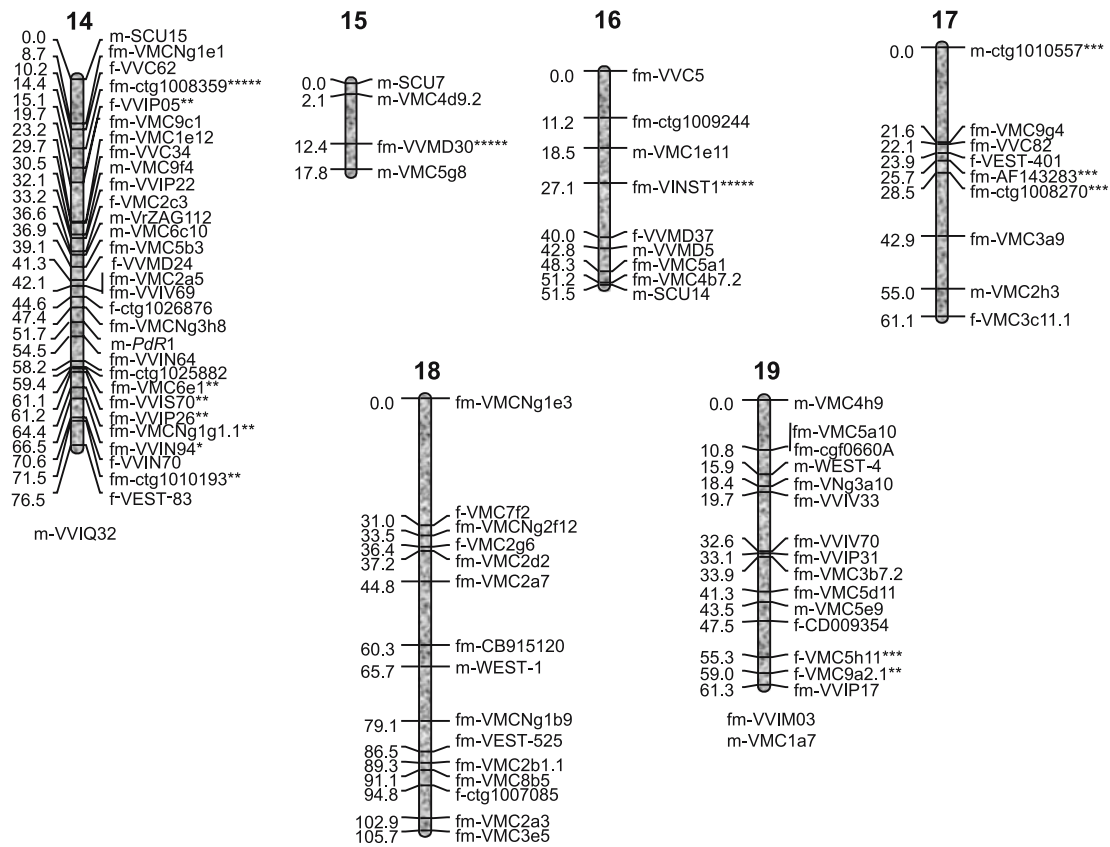 14
0.0 m-SCU15
8.7 fm-VMCNg1e1
10.2 f-VVC62
14.4 fm-ctg1008359*****
15.1 f-VVIP05**
19.7 fm-VMC9c1
23.2 fm-VMC1e12
29.7 fm-VVC34
30.5 m-VMC9f4
32.1 fm-VVIP22
33.2 f-VMC2c3
36.6 m-VrZAG112
36.9 m-VMC6c10
39.1 fm-VMC5b3
41.3 f-VVMD24
42.1 fm-VMC2a5
fm-VVIV69
44.6 f-ctg1026876
47.4 fm-VMCNg3h8
51.7 m-PdR1
54.5 fm-VVIN64
58.2 fm-ctg1025882
59.4 fm-VMC6e1**
61.1 fm-VVIS70**
61.2 fm-VVIP26**
64.4 fm-VMCNg1g1.1**
66.5 fm-VVIN94*
70.6 f-VVIN70
71.5 fm-ctg1010193**
76.5 f-VEST-83
m-VVIQ32
15
0.0 m-SCU7
2.1 m-VMC4d9.2
12.4 fm-VVMD30*****
17.8 m-VMC5g8
16
0.0 fm-VVC5
11.2 fm-ctg1009244
18.5 m-VMC1e11
27.1 fm-VINST1*****
40.0 f-VVMD37
42.8 m-VVMD5
48.3 fm-VMC5a1
51.2 fm-VMC4b7.2
51.5 m-SCU14
17
0.0 m-ctg1010557***
21.6 fm-VMC9g4
22.1 fm-VVC82
23.9 f-VEST-401
25.7 fm-AF143283***
28.5 fm-ctg1008270***
42.9 fm-VMC3a9
55.0 m-VMC2h3
61.1 f-VMC3c11.1
18
0.0 fm-VMCNg1e3
31.0 f-VMC7f2
33.5 fm-VMCNg2f12
36.4 f-VMC2g6
37.2 fm-VMC2d2
44.8 fm-VMC2a7
60.3 fm-CB915120
65.7 m-WEST-1
79.1 fm-VMCNg1b9
86.5 fm-VEST-525
89.3 fm-VMC2b1.1
91.1 fm-VMC8b5
94.8 f-ctg1007085
102.9 fm-VMC2a3
105.7 fm-VMC3e5
19
0.0 m-VMC4h9
fm-VMC5a10
10.8 fm-cgf0660A
15.9 m-WEST-4
18.4 fm-VNg3a10
19.7 fm-VVIV33
32.6 fm-VVIV70
33.1 fm-VVIP31
33.9 fm-VMC3b7.2
41.3 fm-VMC5d11
43.5 m-VMC5e9
47.5 f-CD009354
55.3 f-VMC5h11***
59.0 f-VMC9a2.1**
61.3 fm-VVIP17
fm-VVIM03
m-VMC1a7